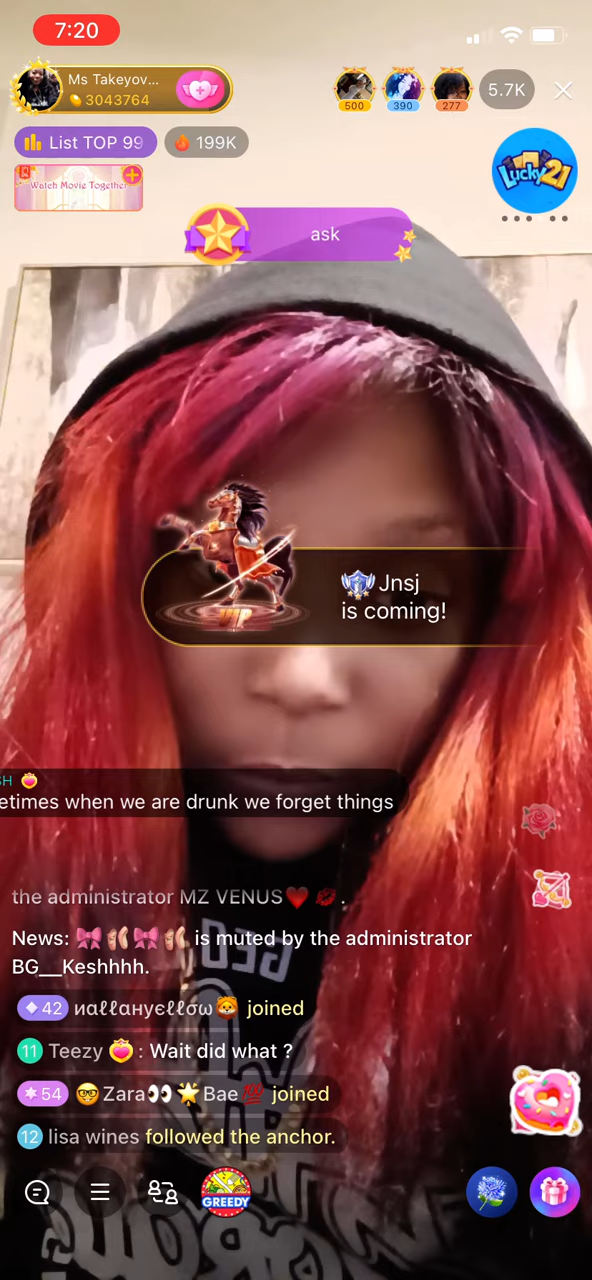 7:20
Ms Takeyov...
3043764
500
390
277
5.7K
List TOP 99
199K
Watch Movie Together
Lucky21
ask
Jnsj
is coming!
VIP
SH
etimes when we are drunk we forget things
the administrator MZ VENUS❤️💋.
News: 🎀👂🏼🎀👂🏼 is muted by the administrator
BG__Keshhhh.
42 иαℓℓαнуєℓℓσω🦁 joined
11 Teezy 🍑 : Wait did what ?
54 🤓Zara👀🌟Bae💯 joined
12 lisa wines followed the anchor.
GREEDY